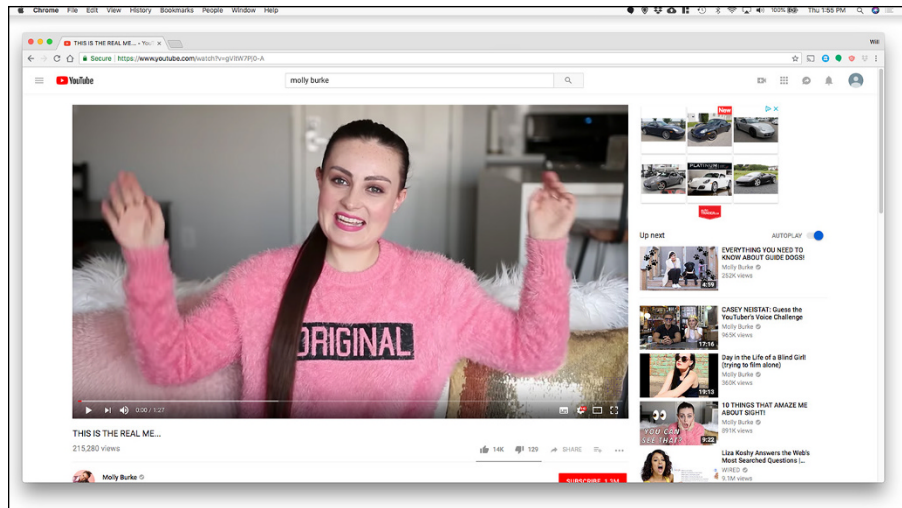 Chrome File Edit View History Bookmarks People Window Help
100% Thu 1:55 PM
THIS IS THE REAL ME... - YouT ×
Will
Secure https://www.youtube.com/watch?v=gVltW7Pj0-A
YouTube
molly burke
New
PLATINUM
ORIGINAL
0:00 / 1:27
THIS IS THE REAL ME...
215,280 views
14K 129 SHARE
Molly Burke
SUBSCRIBE 1.3M
Up next
AUTOPLAY
EVERYTHING YOU NEED TO
KNOW ABOUT GUIDE DOGS!
Molly Burke
282K views
4:59
CASEY NEISTAT: Guess the
YouTuber's Voice Challenge
Molly Burke
965K views
17:16
Day in the Life of a Blind Girl!
(trying to film alone)
Molly Burke
360K views
19:13
10 THINGS THAT AMAZE ME
ABOUT SIGHT!
Molly Burke
891K views
YOU CAN
SEE THAT
9:22
Liza Koshy Answers the Web's
Most Searched Questions |...
WIRED
9.1M views